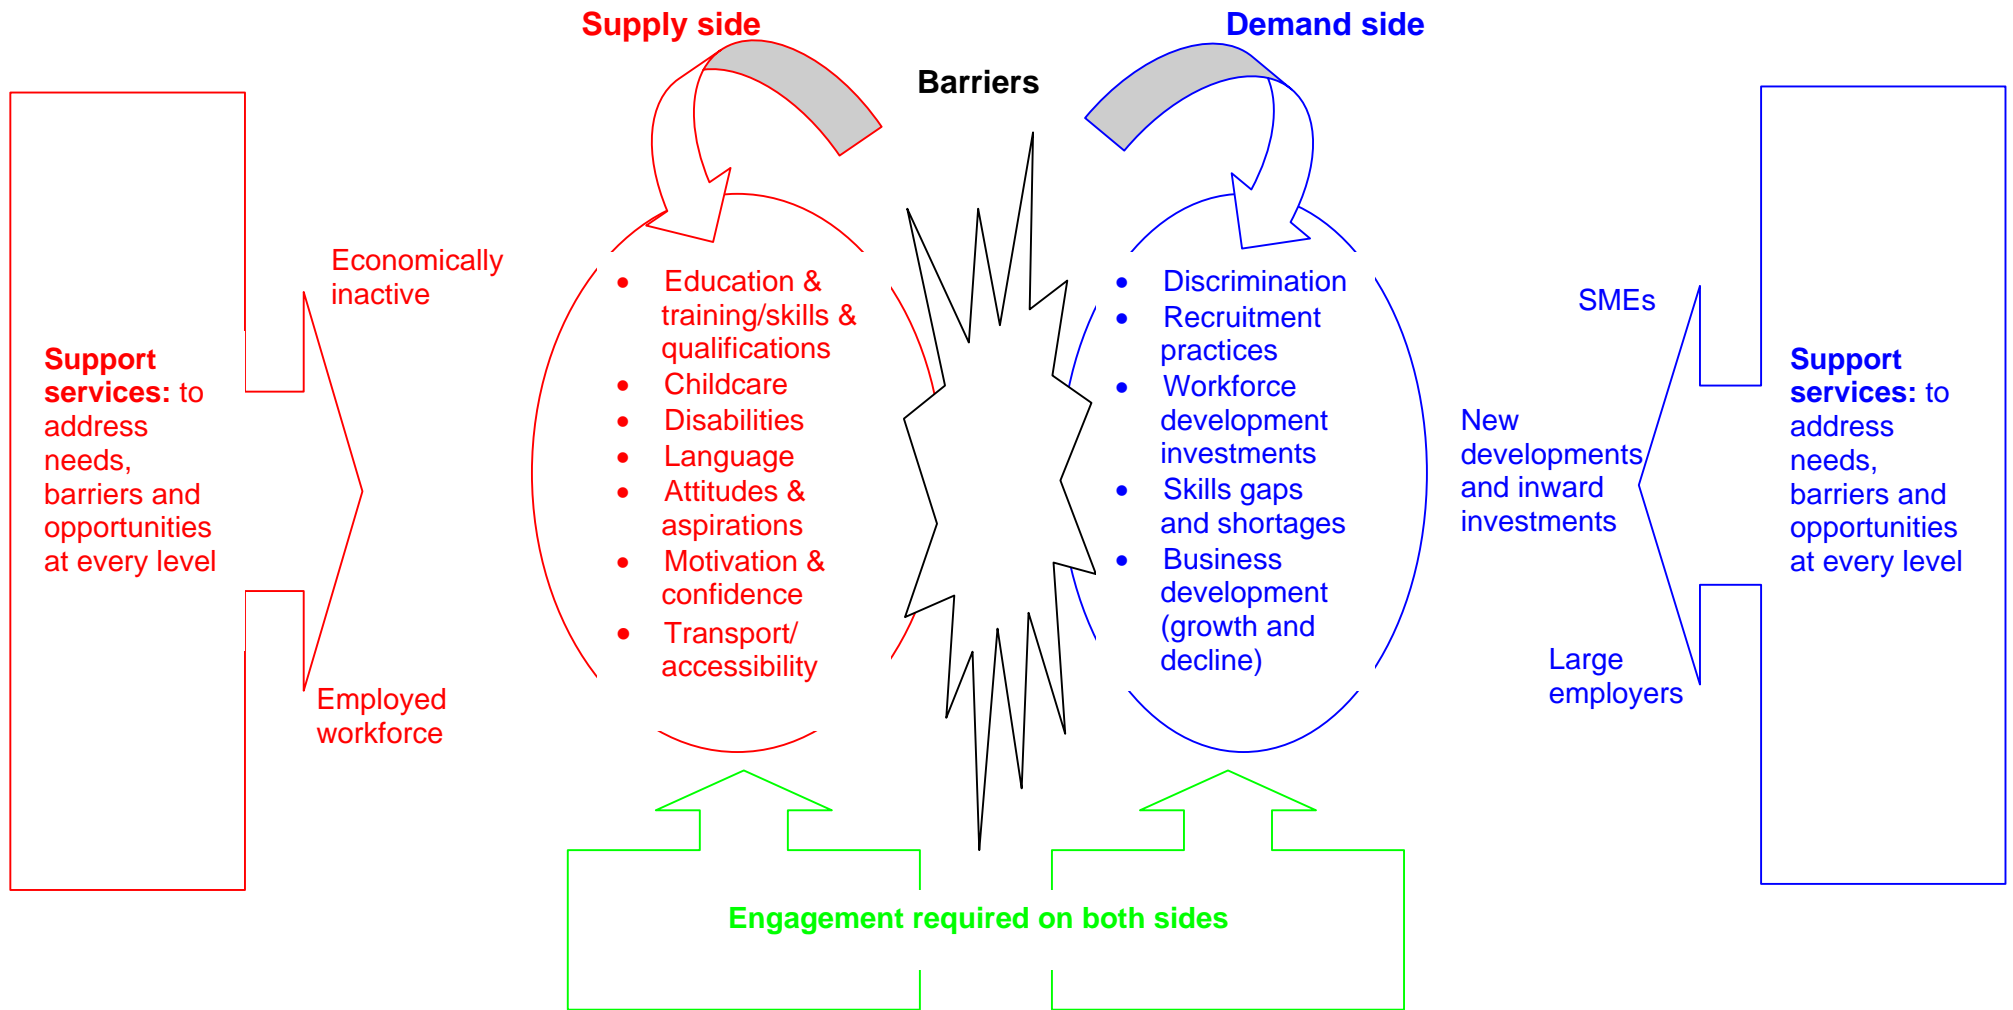 Supply side
Demand side
Barriers
Support
services: to
address
needs,
barriers and
opportunities
at every level
Economically
inactive
Employed
workforce
• Education &
training/skills &
qualifications
• Childcare
• Disabilities
• Language
• Attitudes &
aspirations
• Motivation &
confidence
• Transport/
accessibility
• Discrimination
• Recruitment
practices
• Workforce
development
investments
• Skills gaps
and shortages
• Business
development
(growth and
decline)
SMEs
New
developments
and inward
investments
Large
employers
Support
services: to
address
needs,
barriers and
opportunities
at every level
Engagement required on both sides